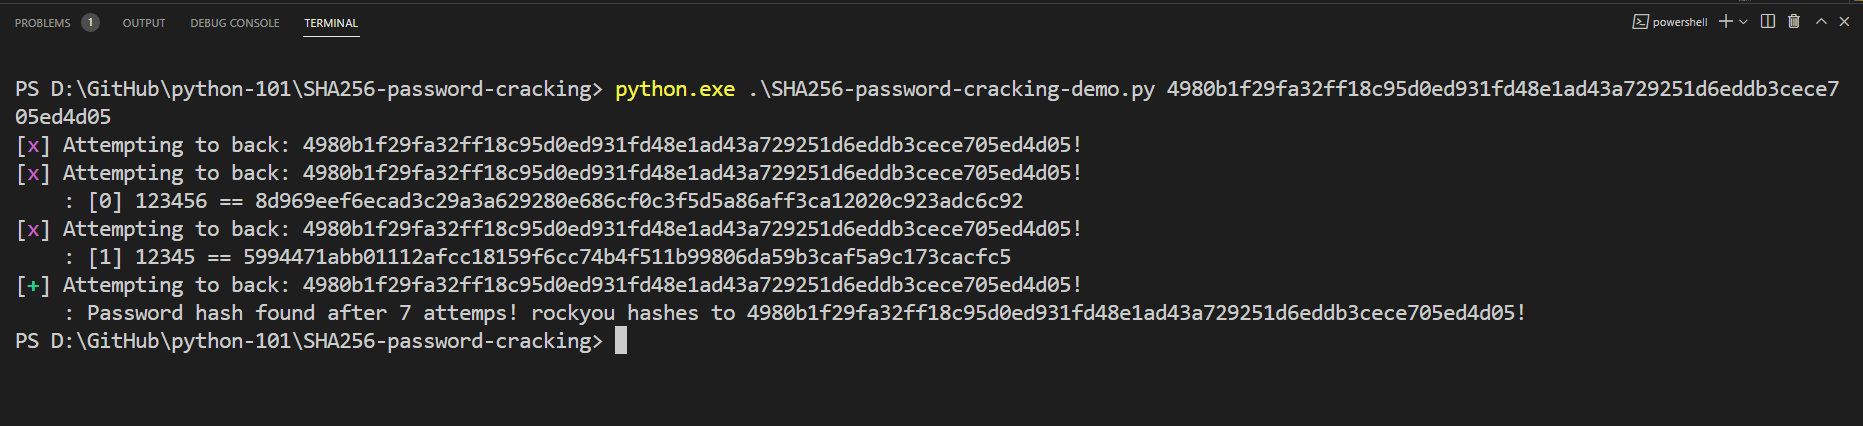 PROBLEMS 1 OUTPUT DEBUG CONSOLE TERMINAL powershell
PS D:\GitHub\python-101\SHA256-password-cracking> python.exe .\SHA256-password-cracking-demo.py 4980b1f29fa32ff18c95d0ed931fd48e1ad43a729251d6eddb3cece7
05ed4d05
[x] Attempting to back: 4980b1f29fa32ff18c95d0ed931fd48e1ad43a729251d6eddb3cece705ed4d05!
[x] Attempting to back: 4980b1f29fa32ff18c95d0ed931fd48e1ad43a729251d6eddb3cece705ed4d05!
    : [0] 123456 == 8d969eef6ecad3c29a3a629280e686cf0c3f5d5a86aff3ca12020c923adc6c92
[x] Attempting to back: 4980b1f29fa32ff18c95d0ed931fd48e1ad43a729251d6eddb3cece705ed4d05!
    : [1] 12345 == 5994471abb01112afcc18159f6cc74b4f511b99806da59b3caf5a9c173cacfc5
[+] Attempting to back: 4980b1f29fa32ff18c95d0ed931fd48e1ad43a729251d6eddb3cece705ed4d05!
    : Password hash found after 7 attemps! rockyou hashes to 4980b1f29fa32ff18c95d0ed931fd48e1ad43a729251d6eddb3cece705ed4d05!
PS D:\GitHub\python-101\SHA256-password-cracking>